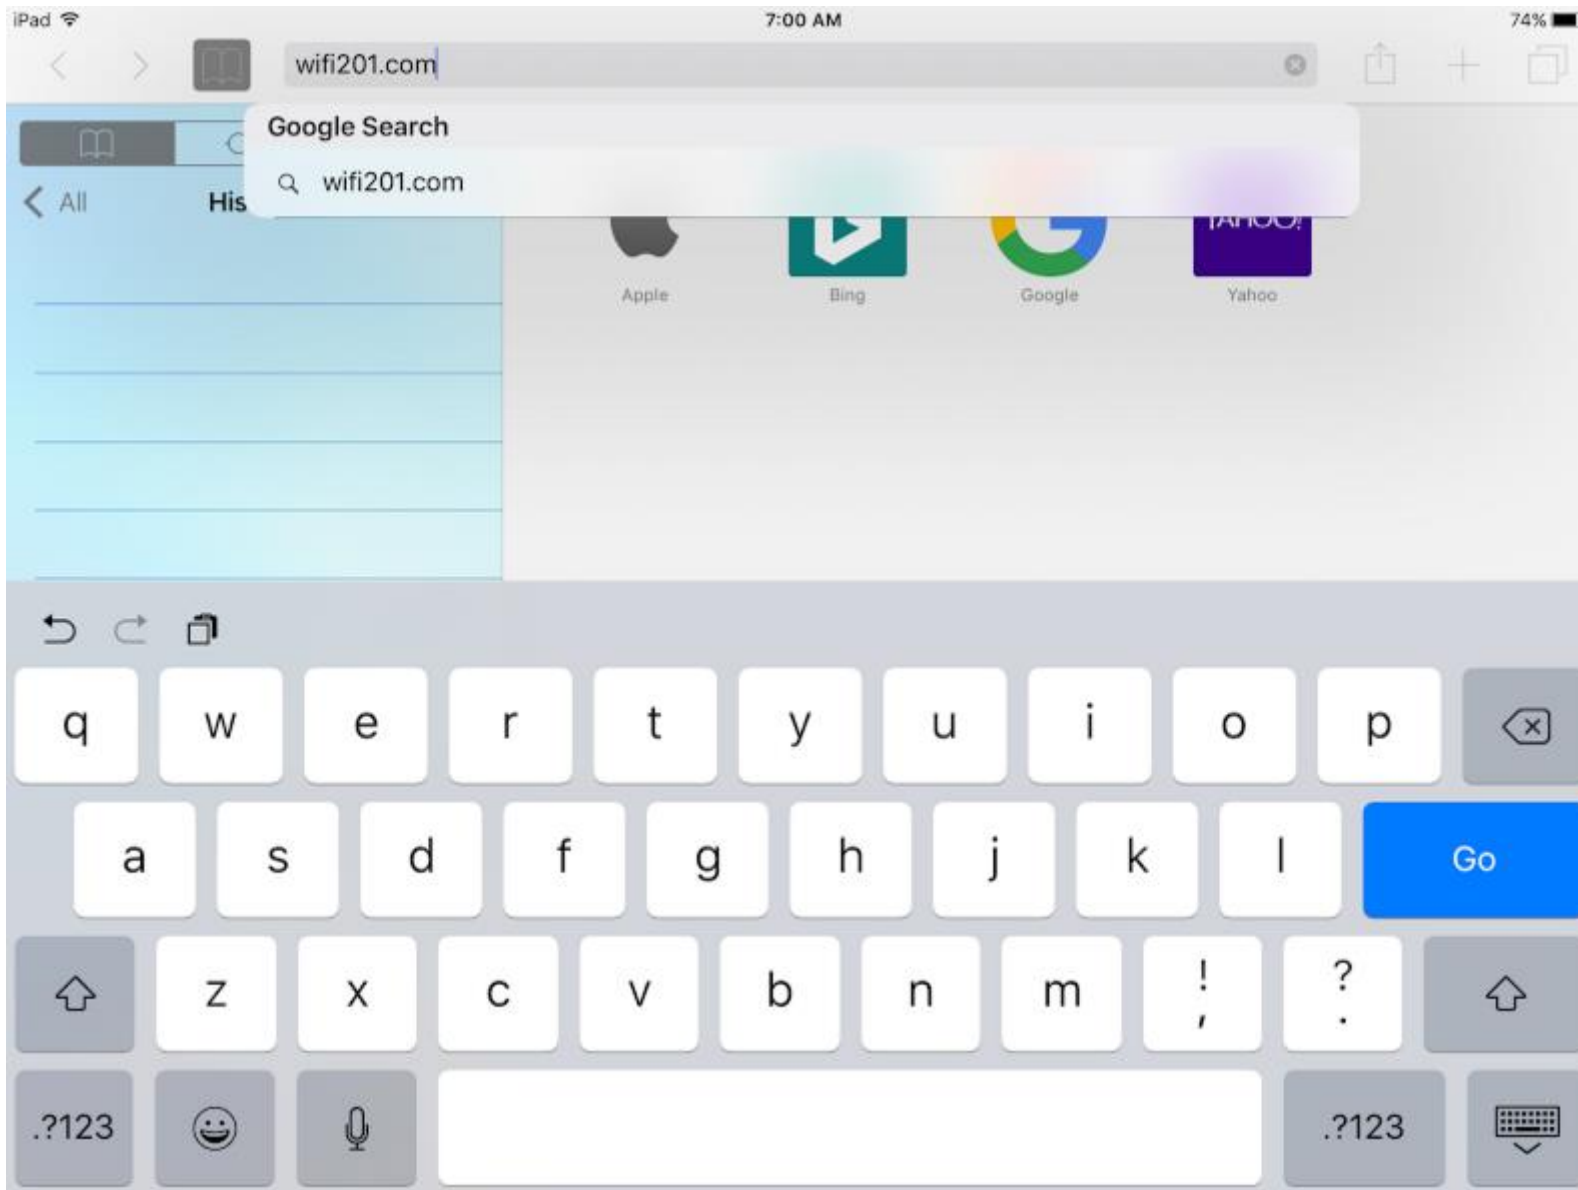 iPad 7:00 AM 74%
wifi201.com
Google Search
wifi201.com
All His
YAHOO!
Apple Bing Google Yahoo
q w e r t y u i o p
a s d f g h j k l Go
z x c v b n m ! ?
, .
.?123 .?123